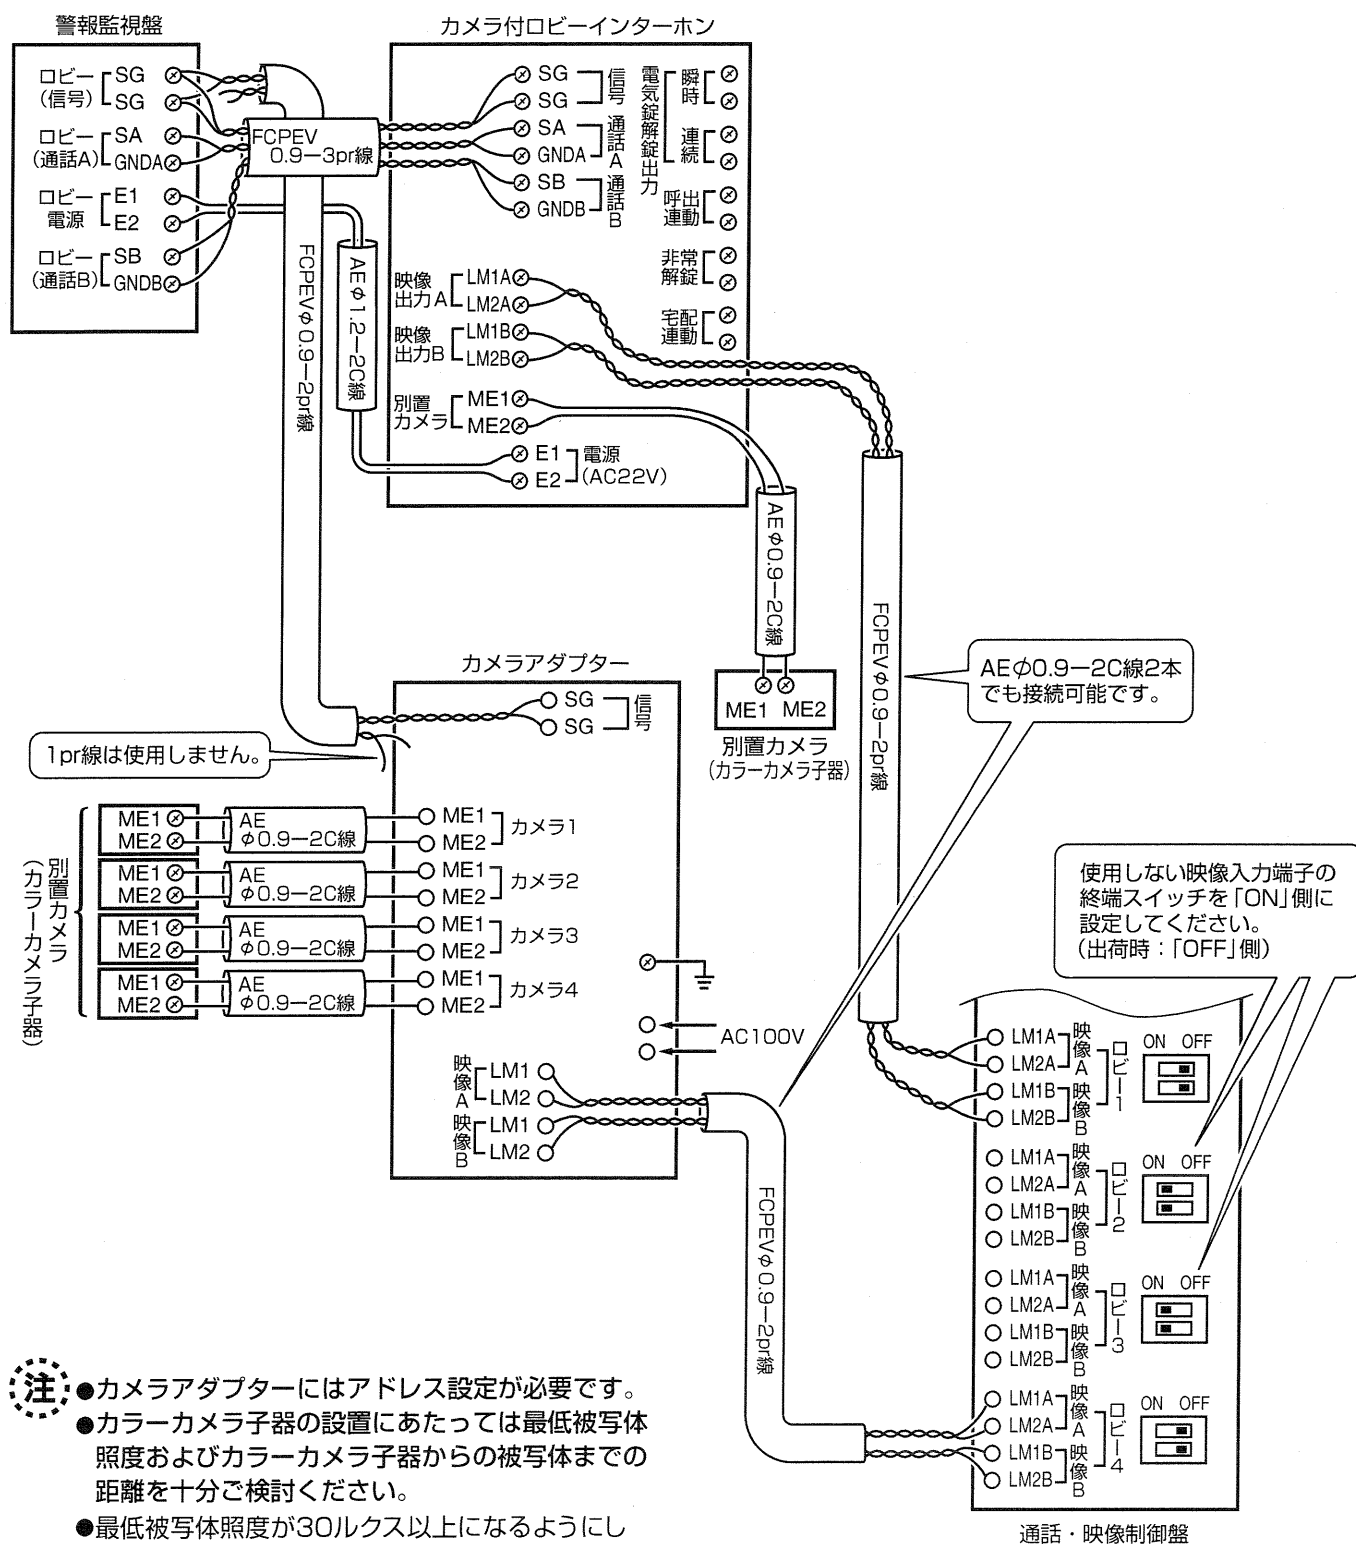 警報監視盤
ロビー
(信号)
SG
SG
ロビー
(通話A)
SA
GNDA
ロビー
電源
E1
E2
ロビー
(通話B)
SB
GNDB
FCPEV
0.9−3pr線
FCPEVφ0.9−2pr線
AEφ1.2−2C線
カメラ付ロビーインターホン
SG
SG
信号
SA
GNDA
通話A
SB
GNDB
通話B
電気錠解錠出力
瞬時
連続
呼出
連動
非常
解錠
宅配
連動
映像
出力A
LM1A
LM2A
映像
出力B
LM1B
LM2B
別置
カメラ
ME1
ME2
E1
E2
電源
(AC22V)
AEφ0.9−2C線
ME1 ME2
別置カメラ
(カラーカメラ子器)
FCPEVφ0.9−2pr線
AEφ0.9−2C線2本
でも接続可能です。
カメラアダプター
SG
SG
信号
1pr線は使用しません。
別置カメラ
(カラーカメラ子器)
ME1
ME2
AE
φ0.9−2C線
ME1
ME2
カメラ1
ME1
ME2
AE
φ0.9−2C線
ME1
ME2
カメラ2
ME1
ME2
AE
φ0.9−2C線
ME1
ME2
カメラ3
ME1
ME2
AE
φ0.9−2C線
ME1
ME2
カメラ4
AC100V
映像A
LM1
LM2
映像B
LM1
LM2
FCPEVφ0.9−2pr線
使用しない映像入力端子の
終端スイッチを「ON」側に
設定してください。
(出荷時：「OFF」側)
LM1A
LM2A
映像A
LM1B
LM2B
映像B
ロビー1
ON OFF
LM1A
LM2A
映像A
LM1B
LM2B
映像B
ロビー2
ON OFF
LM1A
LM2A
映像A
LM1B
LM2B
映像B
ロビー3
ON OFF
LM1A
LM2A
映像A
LM1B
LM2B
映像B
ロビー4
ON OFF
通話・映像制御盤
注
●カメラアダプターにはアドレス設定が必要です。
●カラーカメラ子器の設置にあたっては最低被写体
照度およびカラーカメラ子器からの被写体までの
距離を十分ご検討ください。
●最低被写体照度が30ルクス以上になるようにし